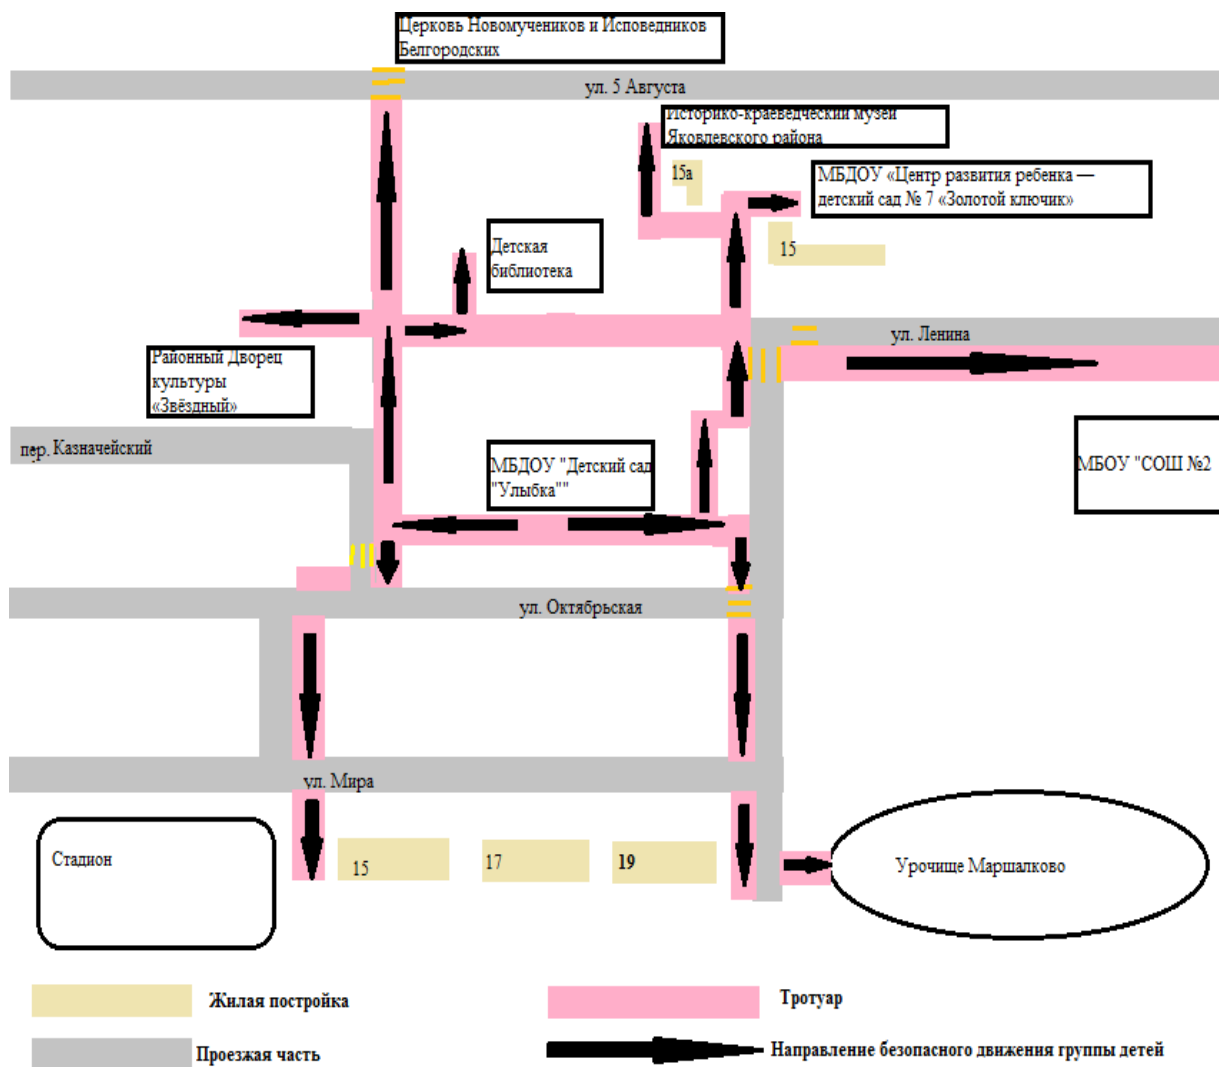 Церковь Новомучеников и Исповедников
Белгородских
ул. 5 Августа
Историко-краеведческий музей
Яковлевского района
15а
МБДОУ «Центр развития ребенка —
детский сад № 7 «Золотой ключик»
Детская
библиотека
15
ул. Ленина
Районный Дворец
культуры
«Звёздный»
пер. Казначейский
МБДОУ "Детский сад
"Улыбка""
МБОУ "СОШ №2
ул. Октябрьская
ул. Мира
Стадион
15
17
19
Урочище Маршалково
Жилая постройка
Тротуар
Проезжая часть
Направление безопасного движения группы детей